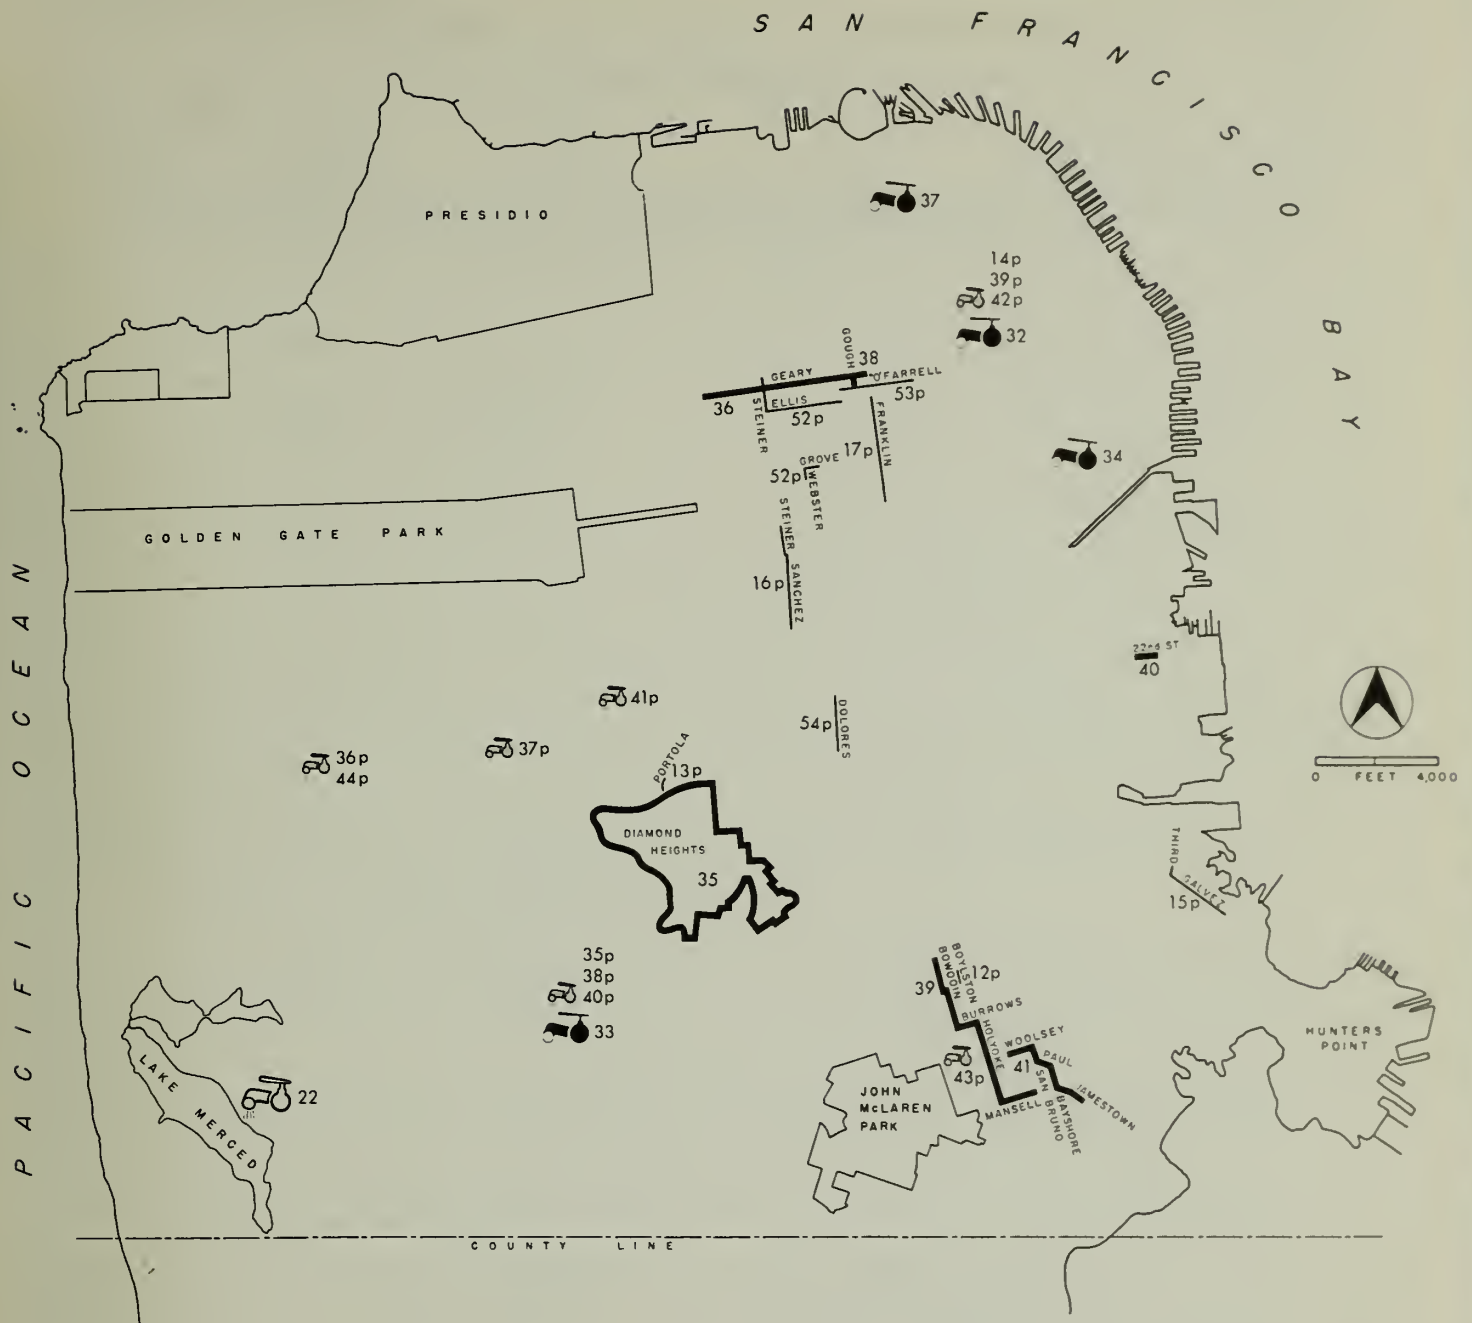 SAN FRANCISCO BAY
PRESIDIO
37
14p
39p
42p
32
GOUGH
38
GEARY
O'FARRELL
36
STEINER
ELLIS
52p
53p
FRANKLIN
17p
GROVE
52p
WEBSTER
34
STEINER
SANCHEZ
16p
GOLDEN GATE PARK
PACIFIC OCEAN
22nd ST
40
41p
DOLORES
54p
37p
36p
44p
PORTOLA
13p
0 FEET 4,000
DIAMOND
HEIGHTS
35
THIRD
GALVEZ
15p
35p
38p
40p
33
BOYLSTON
BOWDOIN
12p
39
BURROWS
HOLYOKE
WOOLSEY
PAUL
41
43p
SAN BRUNO
BAYSHORE
JAMESTOWN
MANSELL
HUNTERS
POINT
JOHN
McLAREN
PARK
LAKE MERCED
22
COUNTY LINE